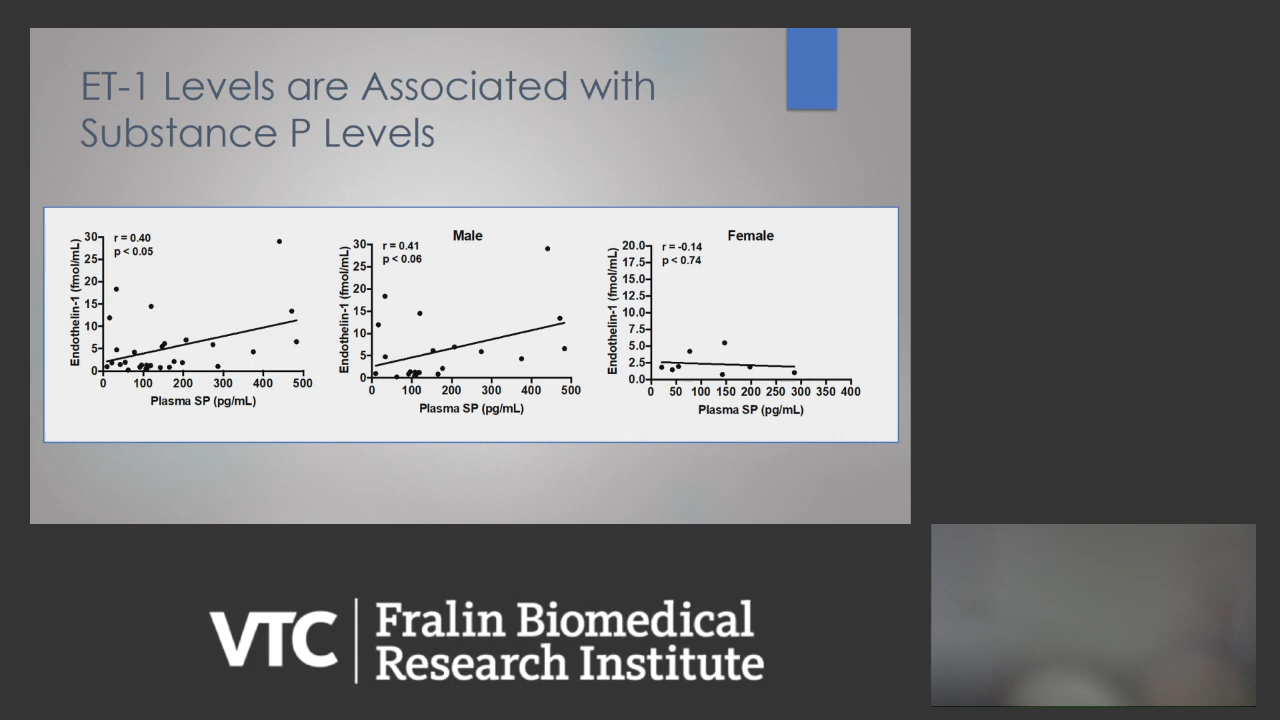 ET-1 Levels are Associated with
Substance P Levels
r = 0.40
p < 0.05
Endothelin-1 (fmol/mL)
30
25
20
15
10
5
0
0 100 200 300 400 500
Plasma SP (pg/mL)
Male
r = 0.41
p < 0.06
Endothelin-1 (fmol/mL)
30
25
20
15
10
5
0
0 100 200 300 400 500
Plasma SP (pg/mL)
Female
r = -0.14
p < 0.74
Endothelin-1 (fmol/mL)
20.0
17.5
15.0
12.5
10.0
7.5
5.0
2.5
0.0
0 50 100 150 200 250 300 350 400
Plasma SP (pg/mL)
VTC
Fralin Biomedical
Research Institute